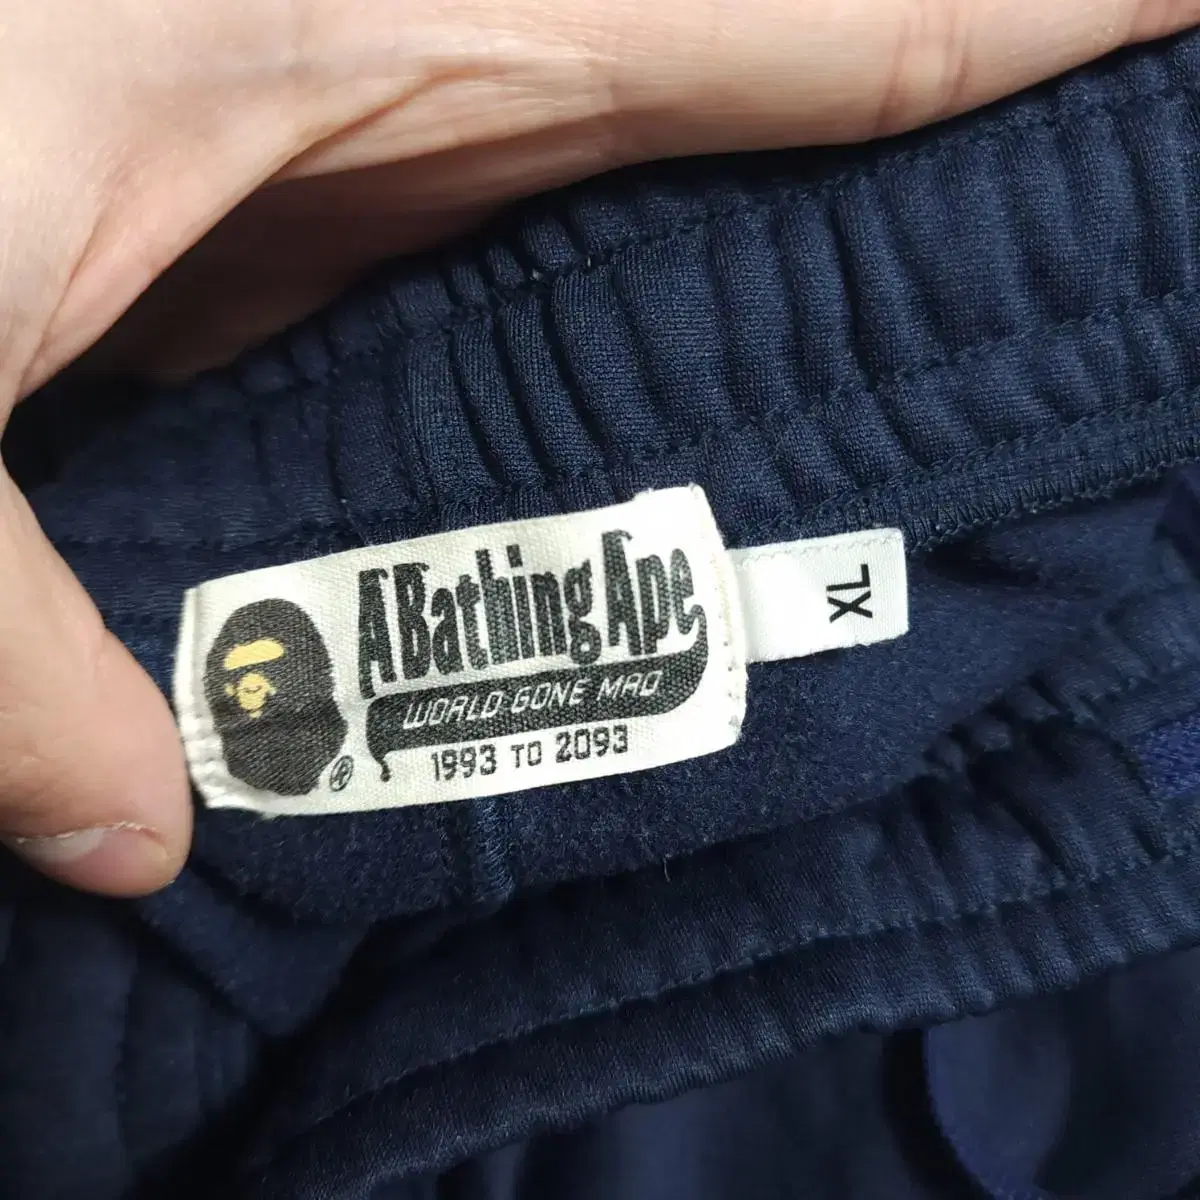 A Bathing Ape
WORLD GONE MAD
1993 TO 2093
®
XL